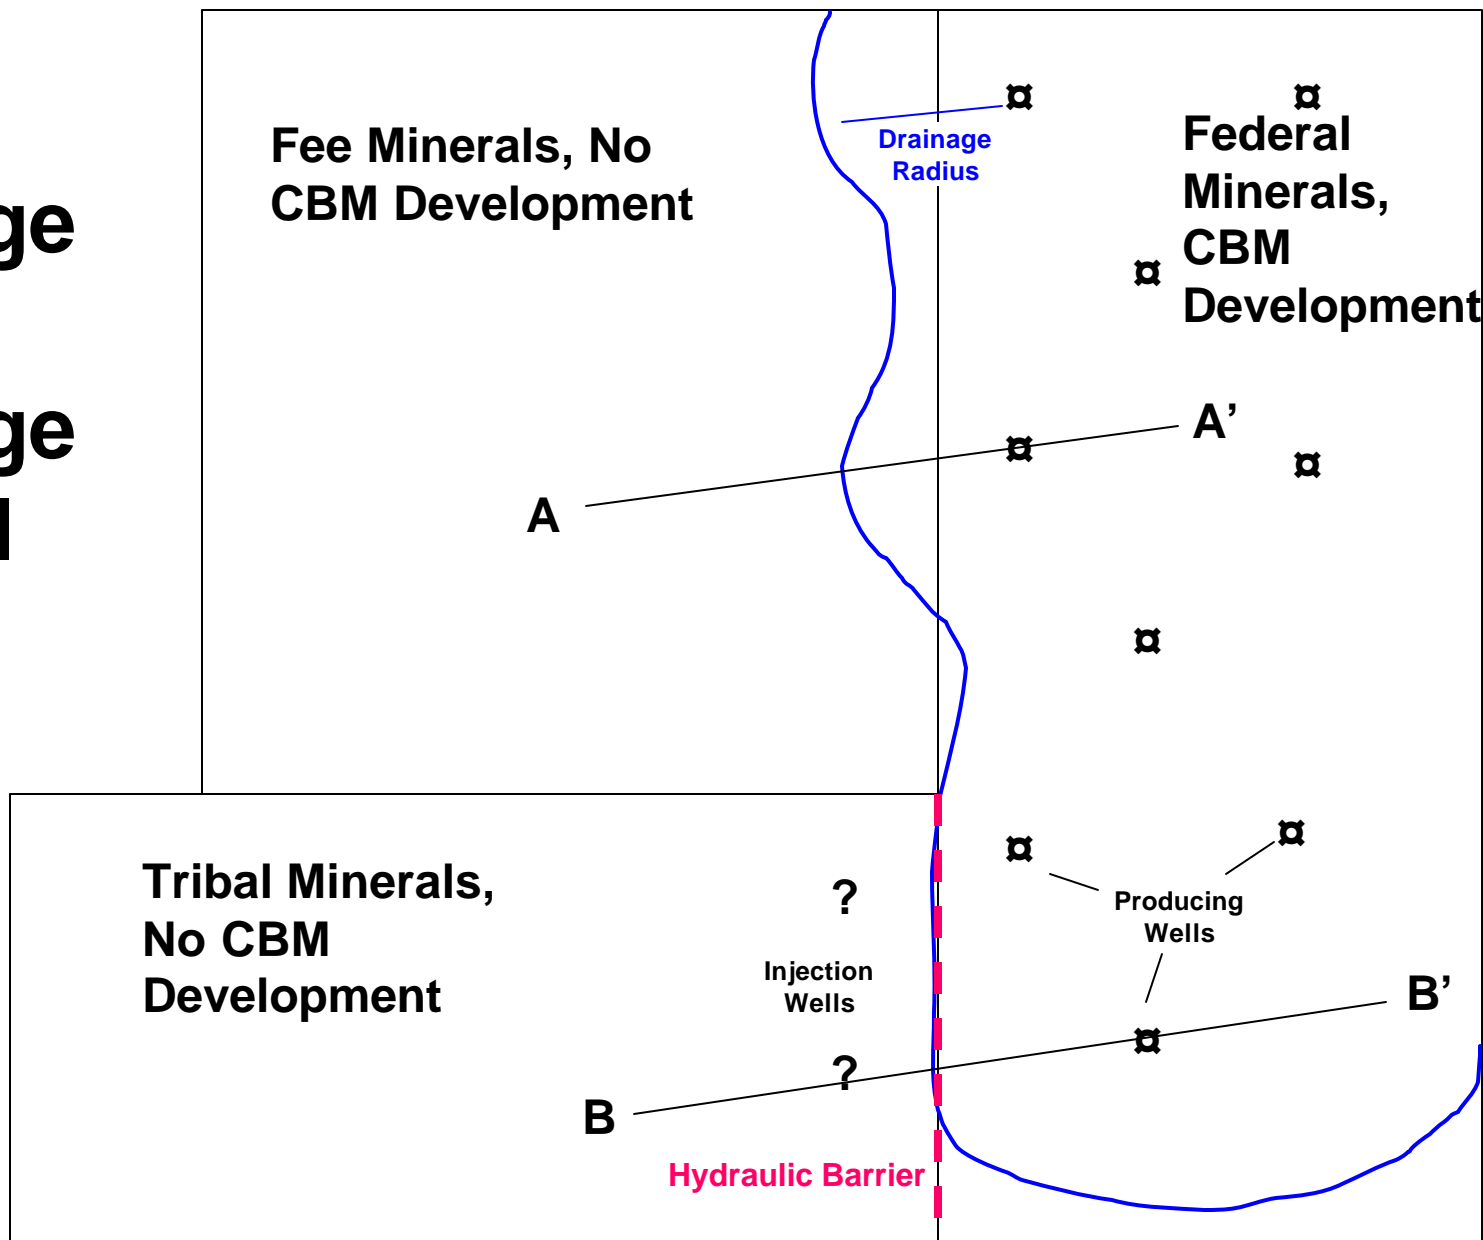 Fee Minerals, No
CBM Development
Drainage
Radius
Federal
Minerals,
CBM
Development
A
A’
Tribal Minerals,
No CBM
Development
?
Injection
Wells
?
Producing
Wells
B
B’
Hydraulic Barrier